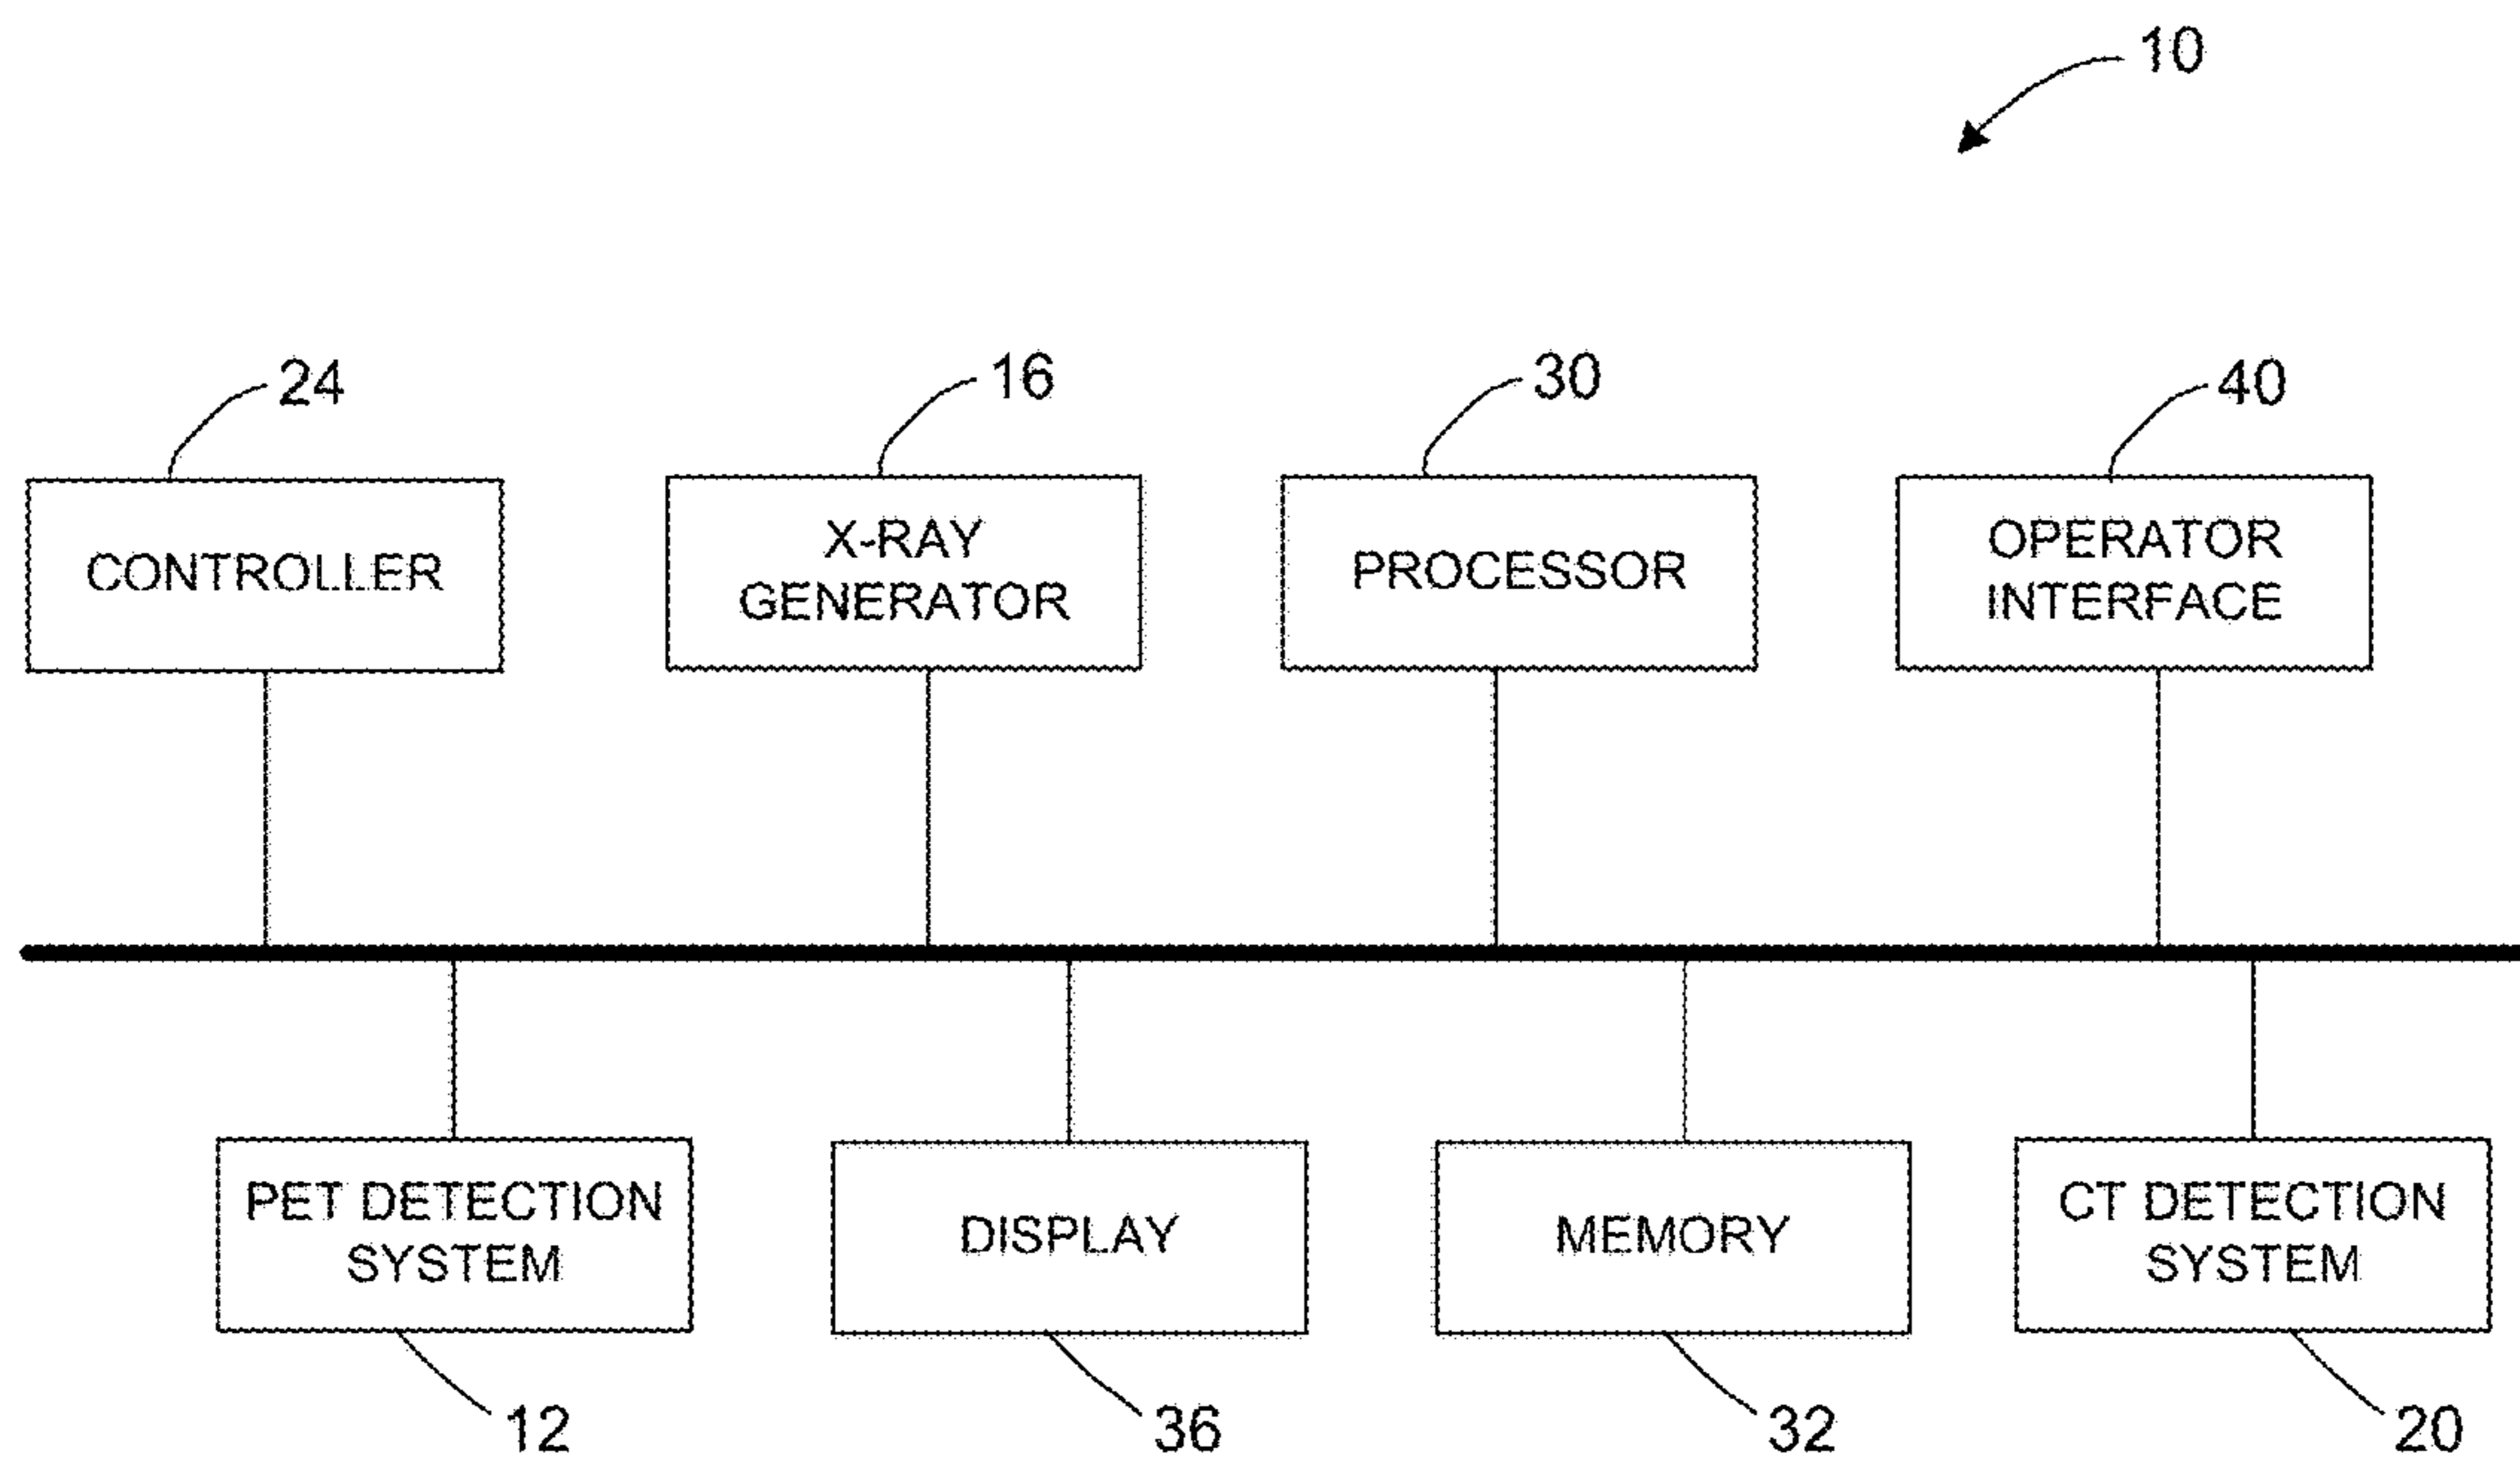 10
24
16
30
40
CONTROLLER
X-RAY
GENERATOR
PROCESSOR
OPERATOR
INTERFACE
PET DETECTION
SYSTEM
DISPLAY
MEMORY
CT DETECTION
SYSTEM
12
36
32
20